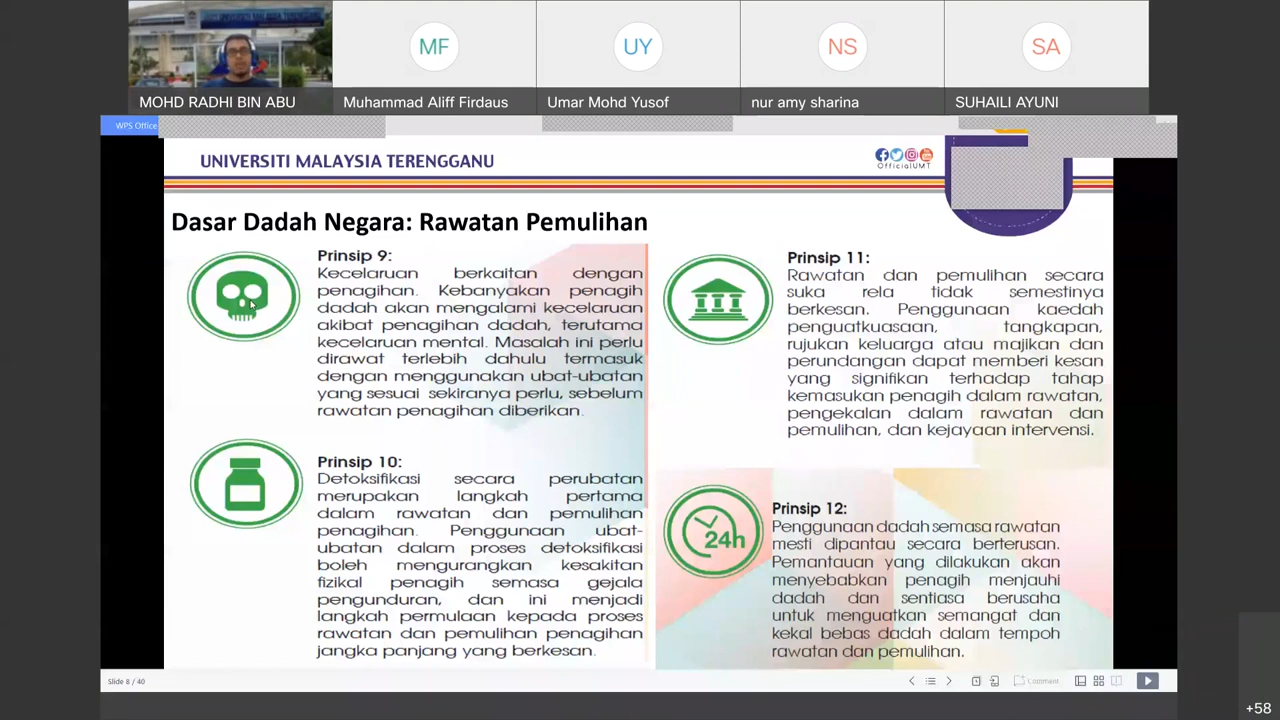 MF
UY
NS
SA
MOHD RADHI BIN ABU
Muhammad Aliff Firdaus
Umar Mohd Yusof
nur amy sharina
SUHAILI AYUNI
WPS Office
UNIVERSITI MALAYSIA TERENGGANU
OfficialUMT
Dasar Dadah Negara: Rawatan Pemulihan
Prinsip 9:
Kecelaruan berkaitan dengan
penagihan. Kebanyakan penagih
dadah akan mengalami kecelaruan
akibat penagihan dadah, terutama
kecelaruan mental. Masalah ini perlu
dirawat terlebih dahulu termasuk
dengan menggunakan ubat-ubatan
yang sesuai sekiranya perlu, sebelum
rawatan penagihan diberikan.
Prinsip 10:
Detoksifikasi secara perubatan
merupakan langkah pertama
dalam rawatan dan pemulihan
penagihan. Penggunaan ubat-
ubatan dalam proses detoksifikasi
boleh mengurangkan kesakitan
fizikal penagih semasa gejala
pengunduran, dan ini menjadi
langkah permulaan kepada proses
rawatan dan pemulihan penagihan
jangka panjang yang berkesan.
Prinsip 11:
Rawatan dan pemulihan secara
suka rela tidak semestinya
berkesan. Penggunaan kaedah
penguatkuasaan, tangkapan,
rujukan keluarga atau majikan dan
perundangan dapat memberi kesan
yang signifikan terhadap tahap
kemasukan penagih dalam rawatan,
pengekalan dalam rawatan dan
pemulihan, dan kejayaan intervensi.
24h
Prinsip 12:
Penggunaan dadah semasa rawatan
mesti dipantau secara berterusan.
Pemantauan yang dilakukan akan
menyebabkan penagih menjauhi
dadah dan sentiasa berusaha
untuk menguatkan semangat dan
kekal bebas dadah dalam tempoh
rawatan dan pemulihan.
Slide 8 / 40
Comment
+58